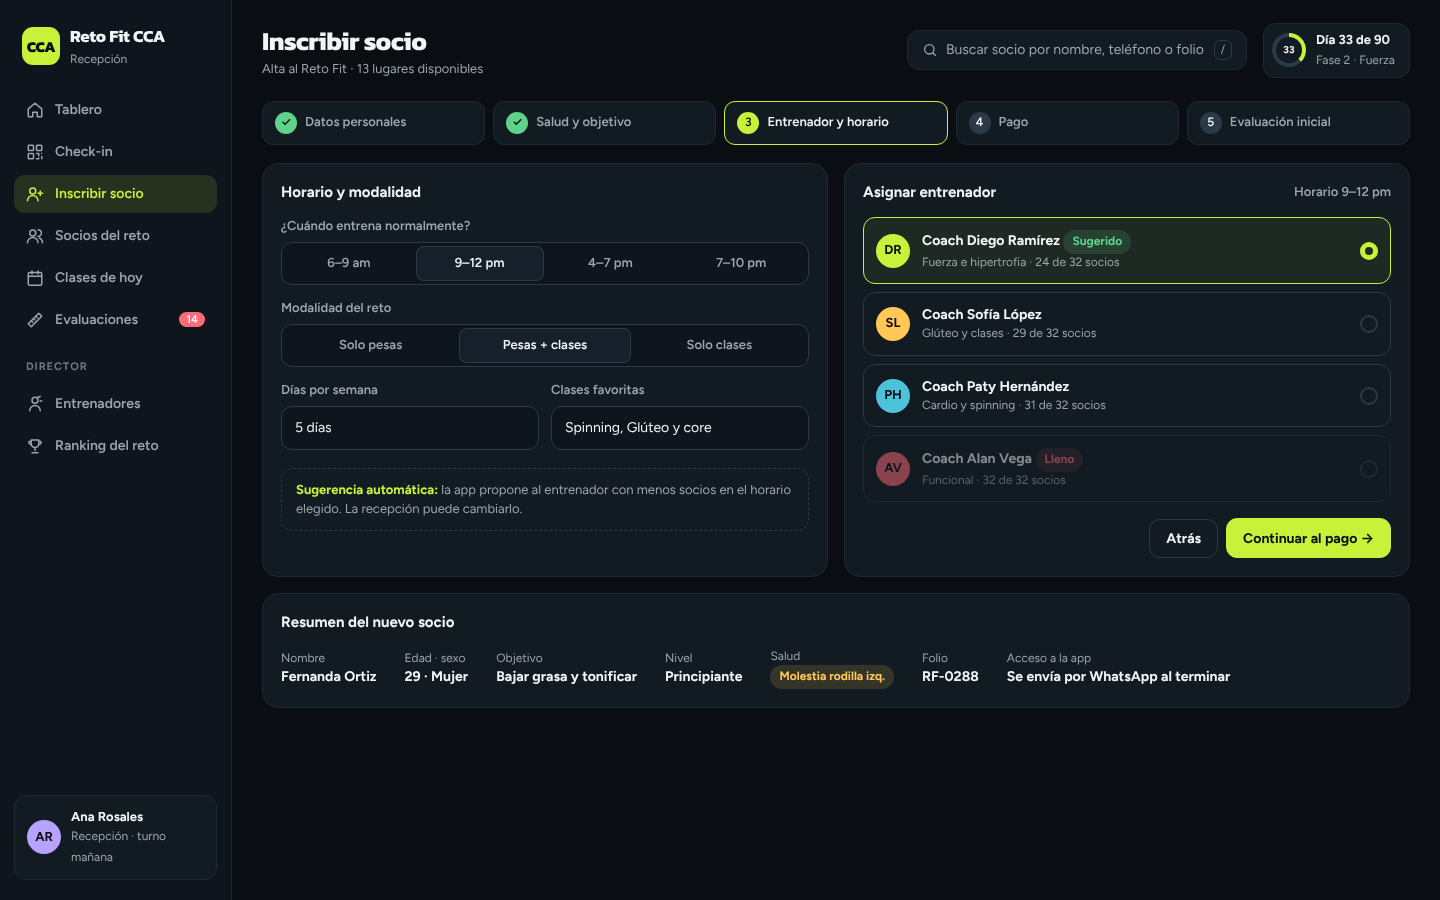 CCA
Reto Fit CCA
Recepción
Tablero
Check-in
Inscribir socio
Socios del reto
Clases de hoy
Evaluaciones
14
DIRECTOR
Entrenadores
Ranking del reto
AR
Ana Rosales
Recepción · turno
mañana
Inscribir socio
Alta al Reto Fit · 13 lugares disponibles
Buscar socio por nombre, teléfono o folio
/
33
Día 33 de 90
Fase 2 · Fuerza
Datos personales
Salud y objetivo
3
Entrenador y horario
4
Pago
5
Evaluación inicial
Horario y modalidad
¿Cuándo entrena normalmente?
6–9 am
9–12 pm
4–7 pm
7–10 pm
Modalidad del reto
Solo pesas
Pesas + clases
Solo clases
Días por semana
Clases favoritas
5 días
Spinning, Glúteo y core
Sugerencia automática: la app propone al entrenador con menos socios en el horario
elegido. La recepción puede cambiarlo.
Asignar entrenador
Horario 9–12 pm
DR
Coach Diego Ramírez
Sugerido
Fuerza e hipertrofia · 24 de 32 socios
SL
Coach Sofía López
Glúteo y clases · 29 de 32 socios
PH
Coach Paty Hernández
Cardio y spinning · 31 de 32 socios
AV
Coach Alan Vega
Lleno
Funcional · 32 de 32 socios
Atrás
Continuar al pago →
Resumen del nuevo socio
Nombre
Fernanda Ortiz
Edad · sexo
29 · Mujer
Objetivo
Bajar grasa y tonificar
Nivel
Principiante
Salud
Molestia rodilla izq.
Folio
RF-0288
Acceso a la app
Se envía por WhatsApp al terminar